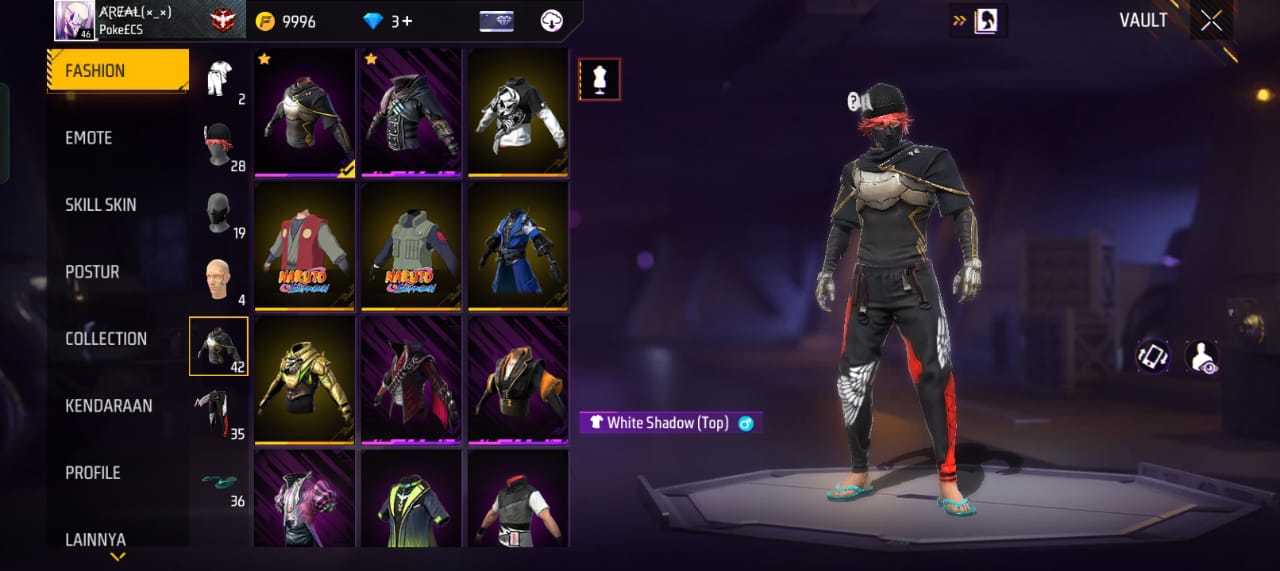 AREAL(×_×)
PokeECS
46
9996
3+
VAULT
FASHION
EMOTE
SKILL SKIN
POSTUR
COLLECTION
KENDARAAN
PROFILE
LAINNYA
2
28
19
4
42
35
36
NARUTO
SHIPPUDEN
NARUTO
SHIPPUDEN
?
White Shadow (Top)